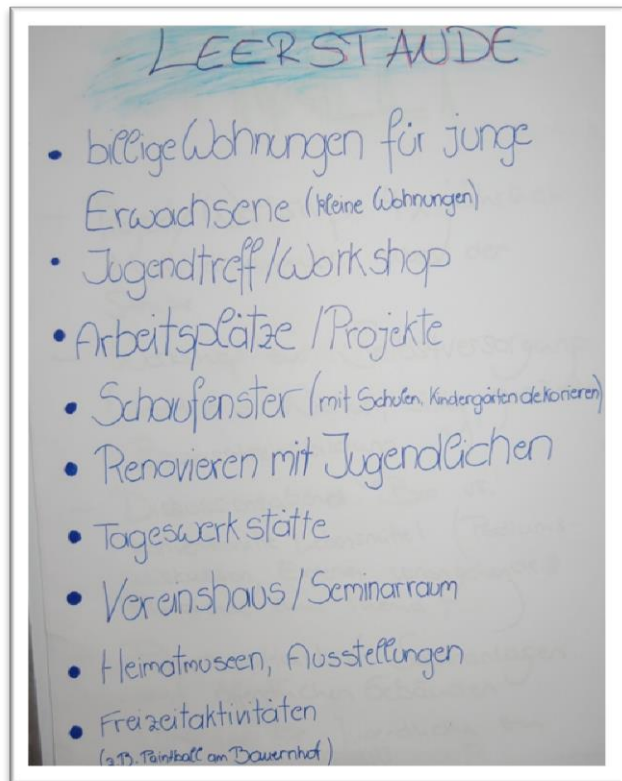 LEERSTÄNDE
• billige Wohnungen für junge
Erwachsene (kleine Wohnungen)
• Jugendtreff/Workshop
• Arbeitsplätze/Projekte
• Schaufenster (mit Schulen, Kindergärten dekorieren)
• Renovieren mit Jugendlichen
• Tageswerkstätte
• Vereinshaus/Seminarraum
• Heimatmuseen, Ausstellungen
• Freizeitaktivitäten
(z.B. Paintball am Bauernhof)